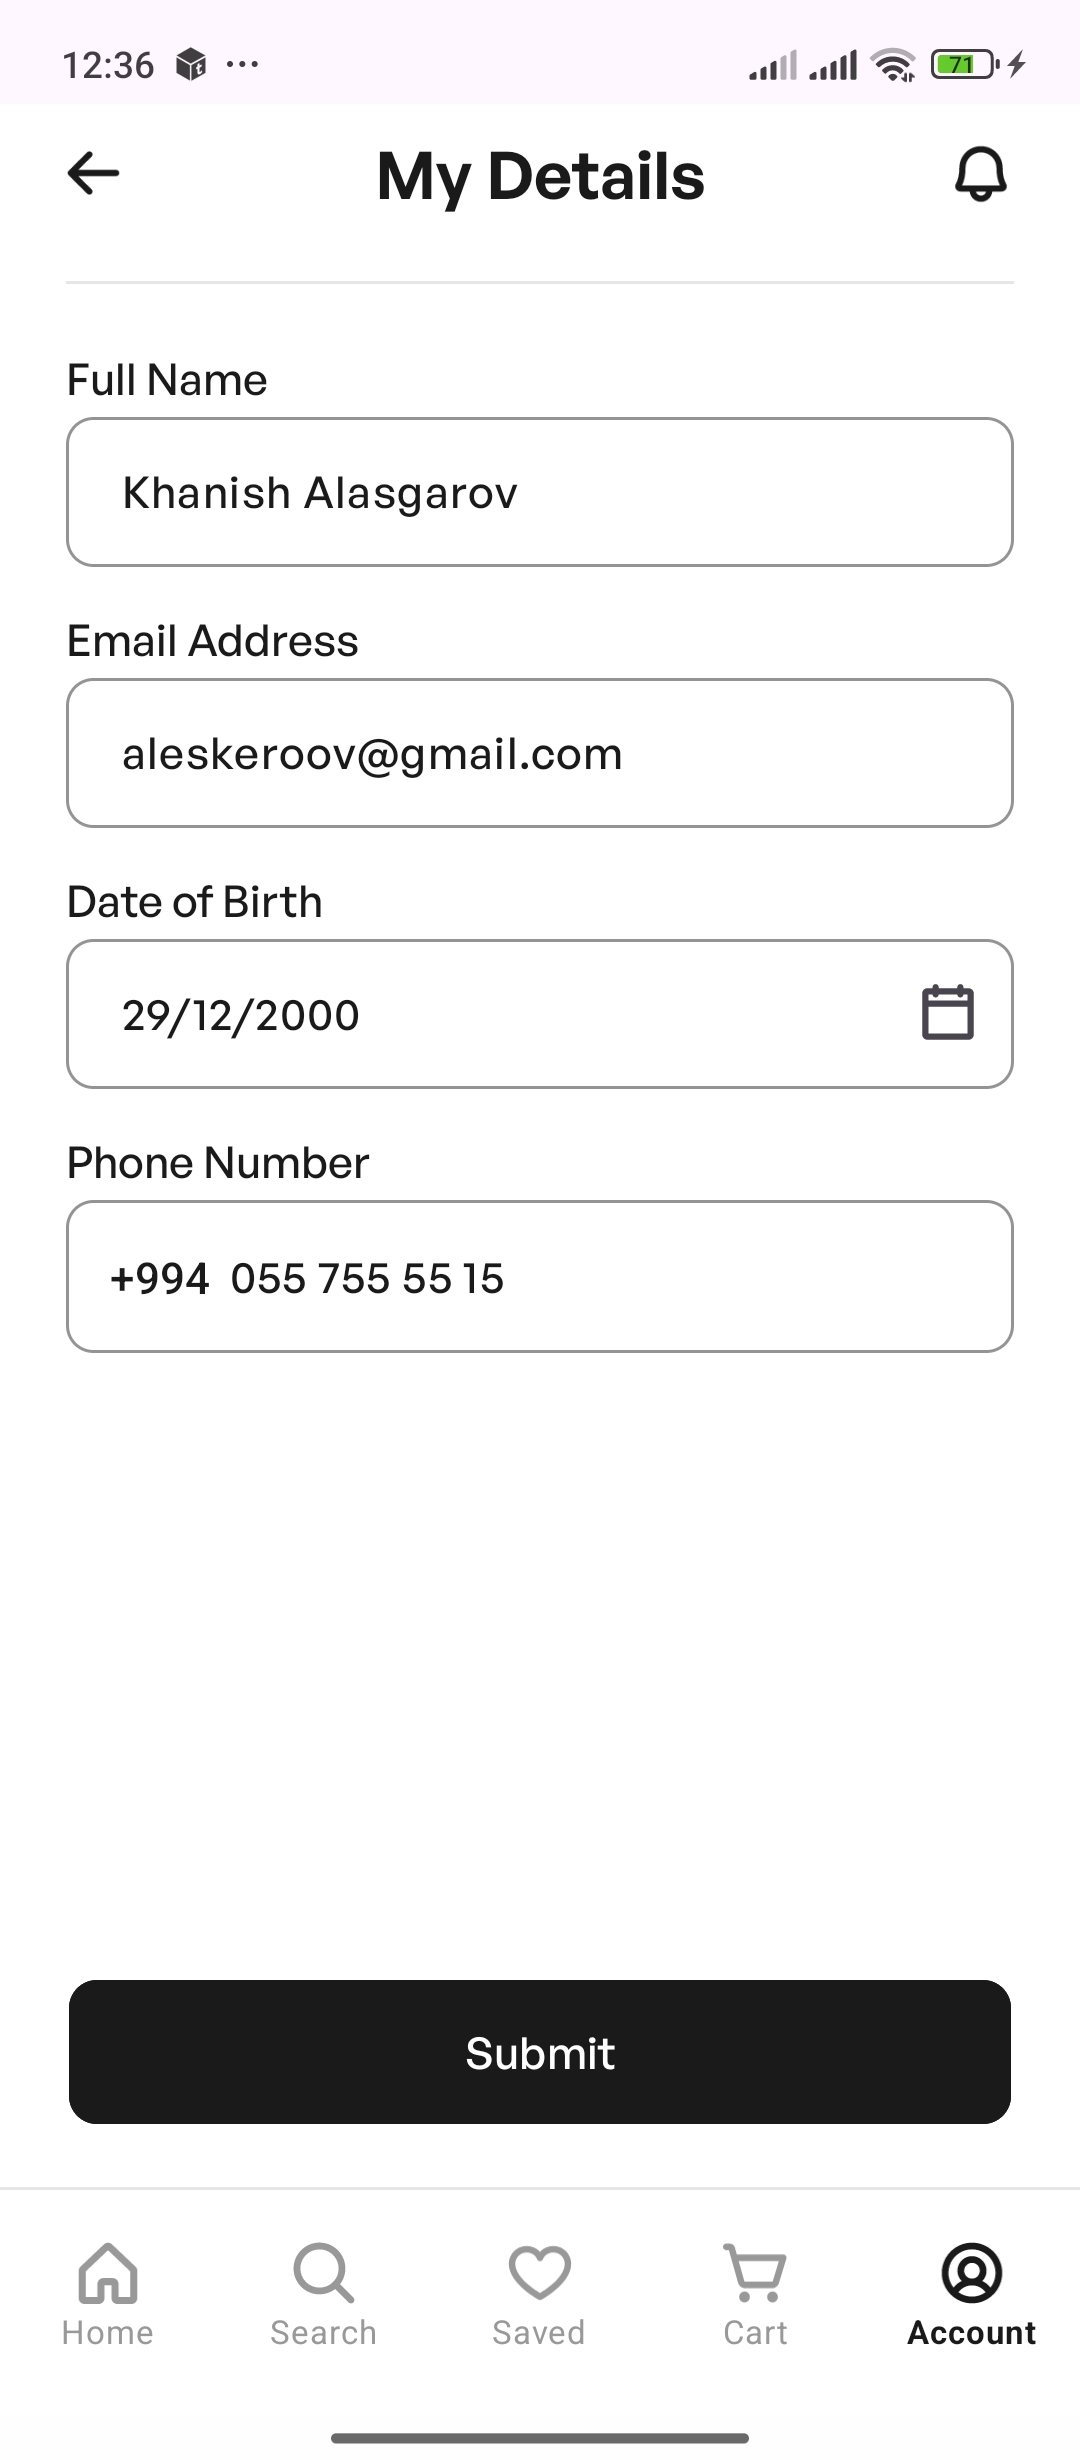 12:36
71
My Details
Full Name
Khanish Alasgarov
Email Address
aleskeroov@gmail.com
Date of Birth
29/12/2000
Phone Number
+994 055 755 55 15
Submit
Home Search Saved Cart Account